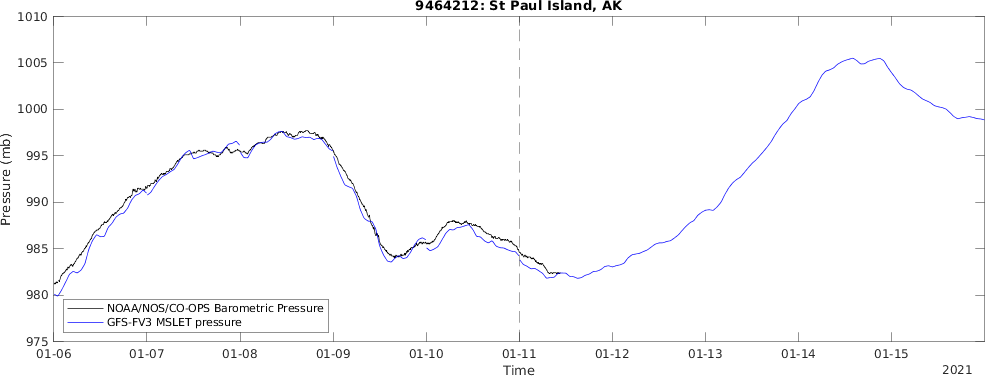 9464212: St Paul Island, AK
1010
1005
1000
995
990
985
980
975
Pressure (mb)
NOAA/NOS/CO-OPS Barometric Pressure
GFS-FV3 MSLET pressure
01-06 01-07 01-08 01-09 01-10 01-11 01-12 01-13 01-14 01-15
Time
2021